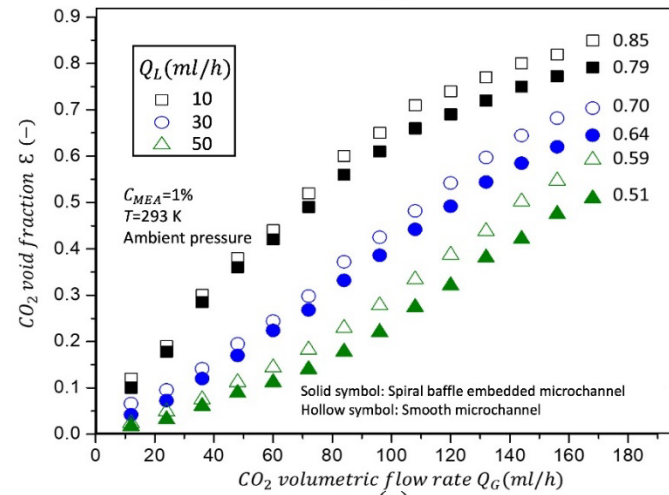 0.9
0.8
0.7
0.6
0.5
0.4
0.3
0.2
0.1
0.0
CO2 void fraction ε (−)
Q_L(ml/h)
10
30
50
C_MEA=1%
T=293 K
Ambient pressure
0.85
0.79
0.70
0.64
0.59
0.51
Solid symbol: Spiral baffle embedded microchannel
Hollow symbol: Smooth microchannel
0 20 40 60 80 100 120 140 160 180
CO2 volumetric flow rate Q_G(ml/h)